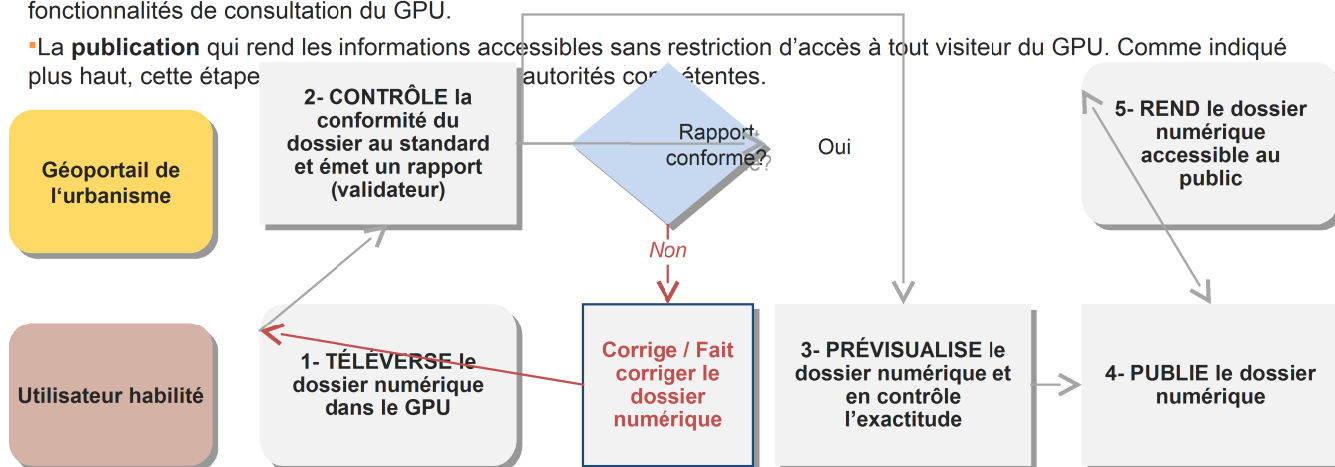 fonctionnalités de consultation du GPU.
▪La publication qui rend les informations accessibles sans restriction d’accès à tout visiteur du GPU. Comme indiqué
plus haut, cette étape autorités compétentes.
Géoportail de
l‘urbanisme
2- CONTRÔLE la
conformité du
dossier au standard
et émet un rapport
(validateur)
Rapport
conforme?
Oui
5- REND le dossier
numérique
accessible au
public
Non
Utilisateur habilité
1- TÉLÉVERSE le
dossier numérique
dans le GPU
Corrige / Fait
corriger le
dossier
numérique
3- PRÉVISUALISE le
dossier numérique et
en contrôle
l’exactitude
4- PUBLIE le dossier
numérique